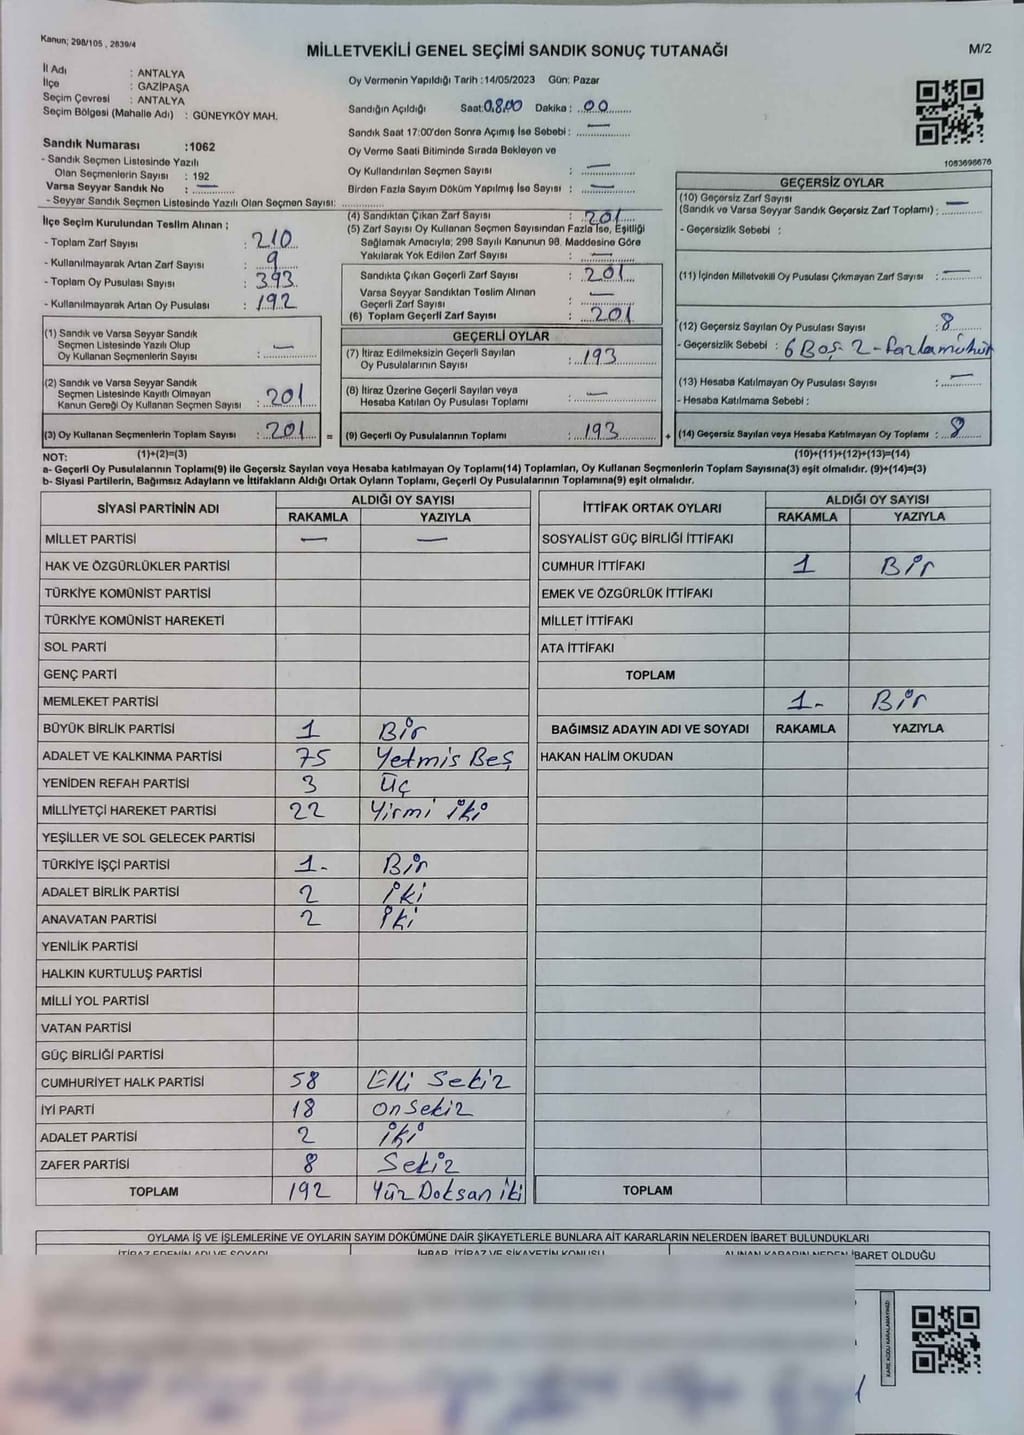 Kanun; 298/105 , 2839/4
MİLLETVEKİLİ GENEL SEÇİMİ SANDIK SONUÇ TUTANAĞI
M/2
İl Adı : ANTALYA
İlçe : GAZİPAŞA
Seçim Çevresi : ANTALYA
Seçim Bölgesi (Mahalle Adı) : GÜNEYKÖY MAH.
Sandık Numarası :1062
- Sandık Seçmen Listesinde Yazılı
Olan Seçmenlerin Sayısı : 192
Varsa Seyyar Sandık No : —
- Seyyar Sandık Seçmen Listesinde Yazılı Olan Seçmen Sayısı:
Oy Vermenin Yapıldığı Tarih :14/05/2023 Gün: Pazar
Sandığın Açıldığı Saat: 08.00 Dakika : 00
Sandık Saat 17:00'den Sonra Açımış İse Sebebi : —
Oy Verme Saati Bitiminde Sırada Bekleyen ve
Oy Kullandırılan Seçmen Sayısı : —
Birden Fazla Sayım Döküm Yapılmış İse Sayısı : —
1083696676
İlçe Seçim Kurulundan Teslim Alınan ;
- Toplam Zarf Sayısı : 210
- Kullanılmayarak Artan Zarf Sayısı : 9
- Toplam Oy Pusulası Sayısı : 393
- Kullanılmayarak Artan Oy Pusulası : 192
(4) Sandıktan Çıkan Zarf Sayısı : 201
(5) Zarf Sayısı Oy Kullanan Seçmen Sayısından Fazla İse, Eşitliği
Sağlamak Amacıyla; 298 Sayılı Kanunun 98. Maddesine Göre
Yakılarak Yok Edilen Zarf Sayısı : —
Sandıkta Çıkan Geçerli Zarf Sayısı : 201
Varsa Seyyar Sandıktan Teslim Alınan
Geçerli Zarf Sayısı : —
(6) Toplam Geçerli Zarf Sayısı : 201
GEÇERSİZ OYLAR
(10) Geçersiz Zarf Sayısı
(Sandık ve Varsa Seyyar Sandık Geçersiz Zarf Toplamı) : —
- Geçersizlik Sebebi :
(11) İçinden Milletvekili Oy Pusulası Çıkmayan Zarf Sayısı : —
(12) Geçersiz Sayılan Oy Pusulası Sayısı : 8
- Geçersizlik Sebebi : 6 Boş 2 - Fazla mühür
(13) Hesaba Katılmayan Oy Pusulası Sayısı : —
- Hesaba Katılmama Sebebi :
(14) Geçersiz Sayılan veya Hesaba Katılmayan Oy Toplamı : 8
(1) Sandık ve Varsa Seyyar Sandık
Seçmen Listesinde Yazılı Olup
Oy Kullanan Seçmenlerin Sayısı : —
(2) Sandık ve Varsa Seyyar Sandık
Seçmen Listesinde Kayıtlı Olmayan
Kanun Gereği Oy Kullanan Seçmen Sayısı : 201
(3) Oy Kullanan Seçmenlerin Toplam Sayısı : 201 =
GEÇERLİ OYLAR
(7) İtiraz Edilmeksizin Geçerli Sayılan
Oy Pusulalarının Sayısı : 193
(8) İtiraz Üzerine Geçerli Sayılan veya
Hesaba Katılan Oy Pusulası Toplamı : —
(9) Geçerli Oy Pusulalarının Toplamı : 193 +
NOT: (1)+(2)=(3) (10)+(11)+(12)+(13)=(14)
a- Geçerli Oy Pusulalarının Toplamı(9) ile Geçersiz Sayılan veya Hesaba katılmayan Oy Toplamı(14) Toplamları, Oy Kullanan Seçmenlerin Toplam Sayısına(3) eşit olmalıdır. (9)+(14)=(3)
b- Siyasi Partilerin, Bağımsız Adayların ve İttifakların Aldığı Ortak Oyların Toplamı, Geçerli Oy Pusulalarının Toplamına(9) eşit olmalıdır.
SİYASİ PARTİNİN ADI ALDIĞI OY SAYISI
RAKAMLA YAZIYLA
MİLLET PARTİSİ — —
HAK VE ÖZGÜRLÜKLER PARTİSİ
TÜRKİYE KOMÜNİST PARTİSİ
TÜRKİYE KOMÜNİST HAREKETİ
SOL PARTİ
GENÇ PARTİ
MEMLEKET PARTİSİ
BÜYÜK BİRLİK PARTİSİ 1 Bir
ADALET VE KALKINMA PARTİSİ 75 Yetmis Beş
YENİDEN REFAH PARTİSİ 3 Üç
MİLLİYETÇİ HAREKET PARTİSİ 22 Yirmi iki
YEŞİLLER VE SOL GELECEK PARTİSİ
TÜRKİYE İŞÇİ PARTİSİ 1- Bir
ADALET BİRLİK PARTİSİ 2 iki
ANAVATAN PARTİSİ 2 iki
YENİLİK PARTİSİ
HALKIN KURTULUŞ PARTİSİ
MİLLİ YOL PARTİSİ
VATAN PARTİSİ
GÜÇ BİRLİĞİ PARTİSİ
CUMHURİYET HALK PARTİSİ 58 Elli Sekiz
İYİ PARTİ 18 on Sekiz
ADALET PARTİSİ 2 iki
ZAFER PARTİSİ 8 Sekiz
TOPLAM 192 Yüz Doksan iki
İTTİFAK ORTAK OYLARI ALDIĞI OY SAYISI
RAKAMLA YAZIYLA
SOSYALİST GÜÇ BİRLİĞİ İTTİFAKI
CUMHUR İTTİFAKI 1 Bir
EMEK VE ÖZGÜRLÜK İTTİFAKI
MİLLET İTTİFAKI
ATA İTTİFAKI
TOPLAM
1- Bir
BAĞIMSIZ ADAYIN ADI VE SOYADI RAKAMLA YAZIYLA
HAKAN HALİM OKUDAN
TOPLAM
OYLAMA İŞ VE İŞLEMLERİNE VE OYLARIN SAYIM DÖKÜMÜNE DAİR ŞİKAYETLERLE BUNLARA AİT KARARLARIN NELERDEN İBARET BULUNDUKLARI
İTİRAZ EDENİN ADI VE SOYADI İHBAR, İTİRAZ VE ŞİKAYETİN KONUSU ALINAN KARARIN NEDEN İBARET OLDUĞU
KARE KODU KARALAMAYINIZ!